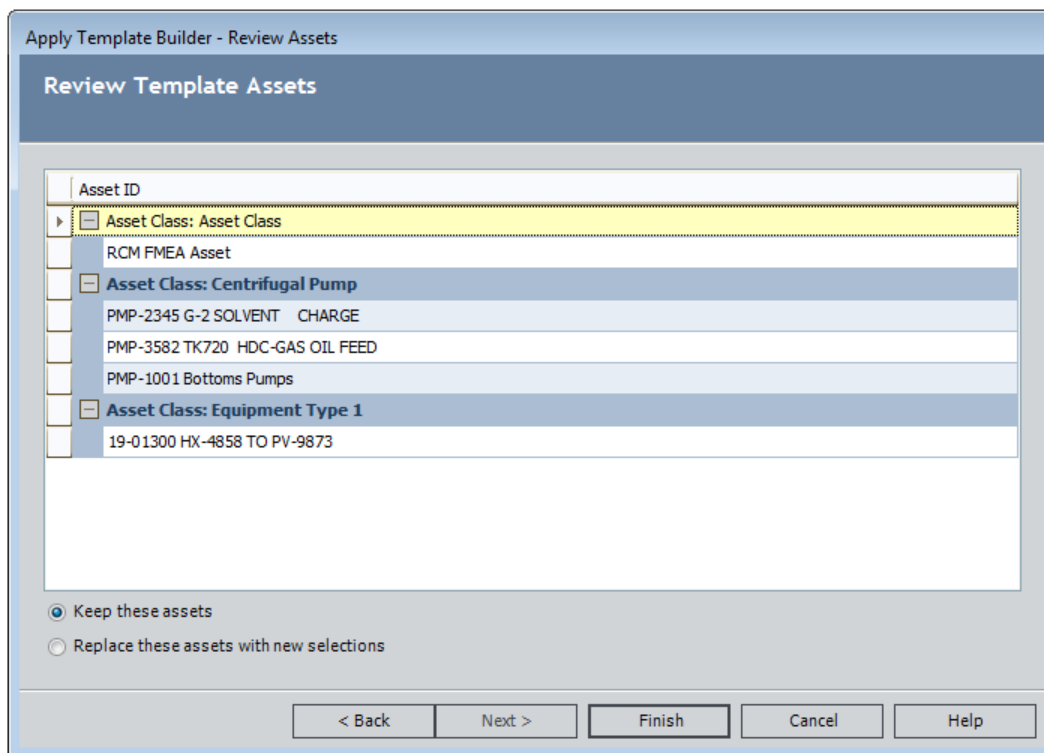 Apply Template Builder - Review Assets
Review Template Assets
Asset ID
Asset Class: Asset Class
RCM FMEA Asset
Asset Class: Centrifugal Pump
PMP-2345 G-2 SOLVENT    CHARGE
PMP-3582 TK720  HDC-GAS OIL FEED
PMP-1001 Bottoms Pumps
Asset Class: Equipment Type 1
19-01300 HX-4858 TO PV-9873
Keep these assets
Replace these assets with new selections
< Back Next > Finish Cancel Help